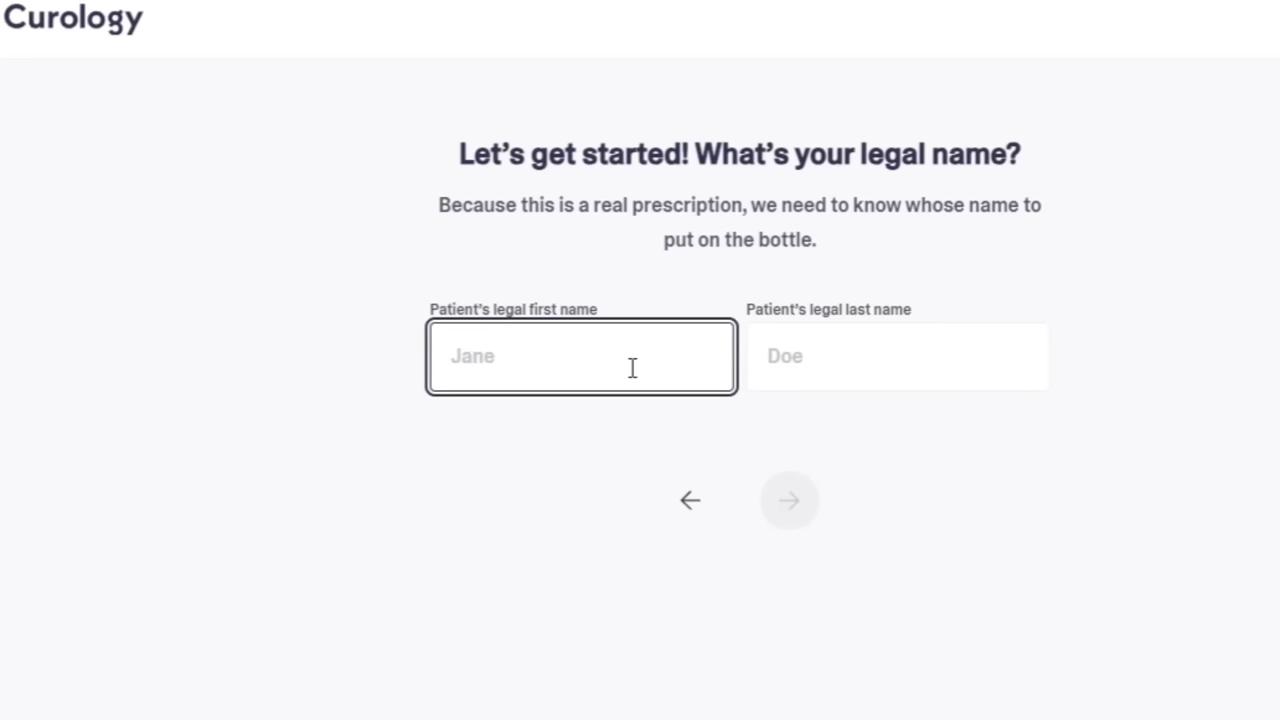 Curology
Let’s get started! What’s your legal name?
Because this is a real prescription, we need to know whose name to
put on the bottle.
Patient's legal first name
Patient's legal last name
Jane
Doe